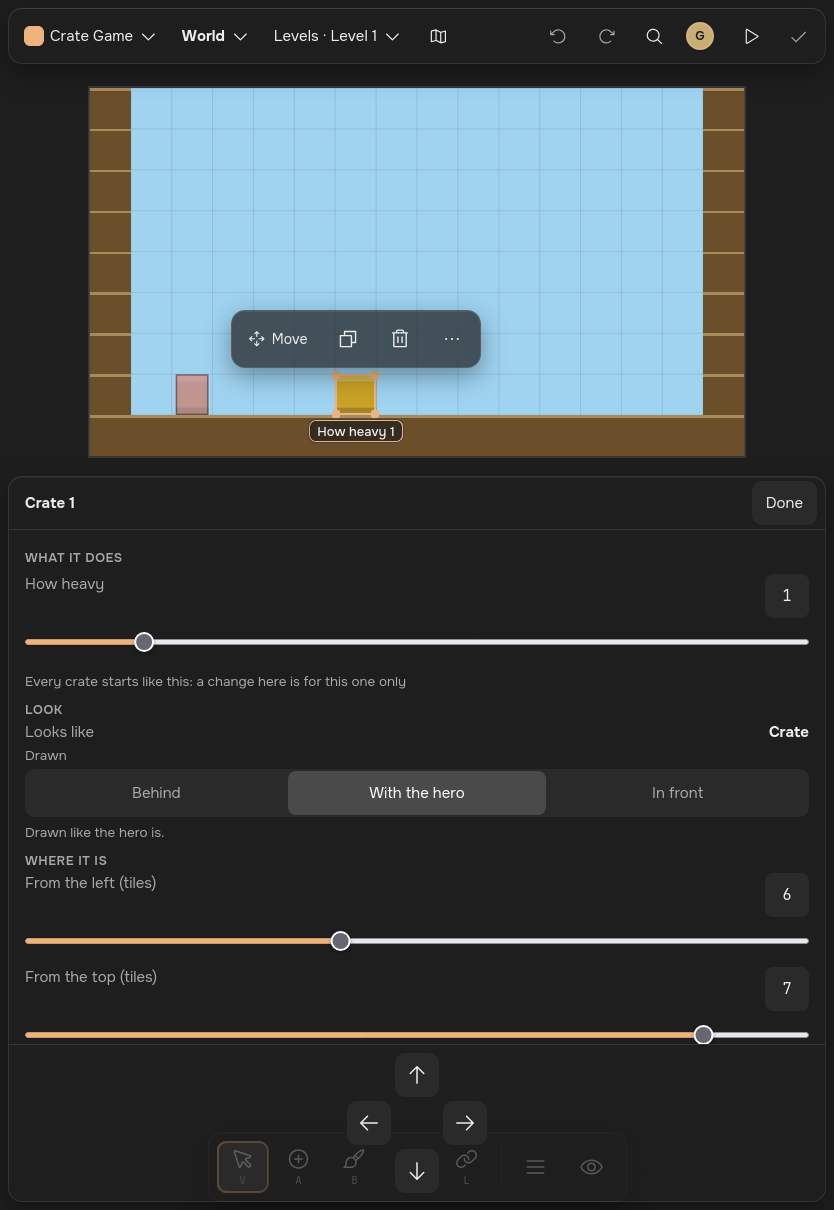 Crate Game
World
Levels · Level 1
G
Move
How heavy 1
Crate 1
Done
WHAT IT DOES
How heavy
1
Every crate starts like this: a change here is for this one only
LOOK
Looks like
Crate
Drawn
Behind
With the hero
In front
Drawn like the hero is.
WHERE IT IS
From the left (tiles)
6
From the top (tiles)
7
V
A
B
L